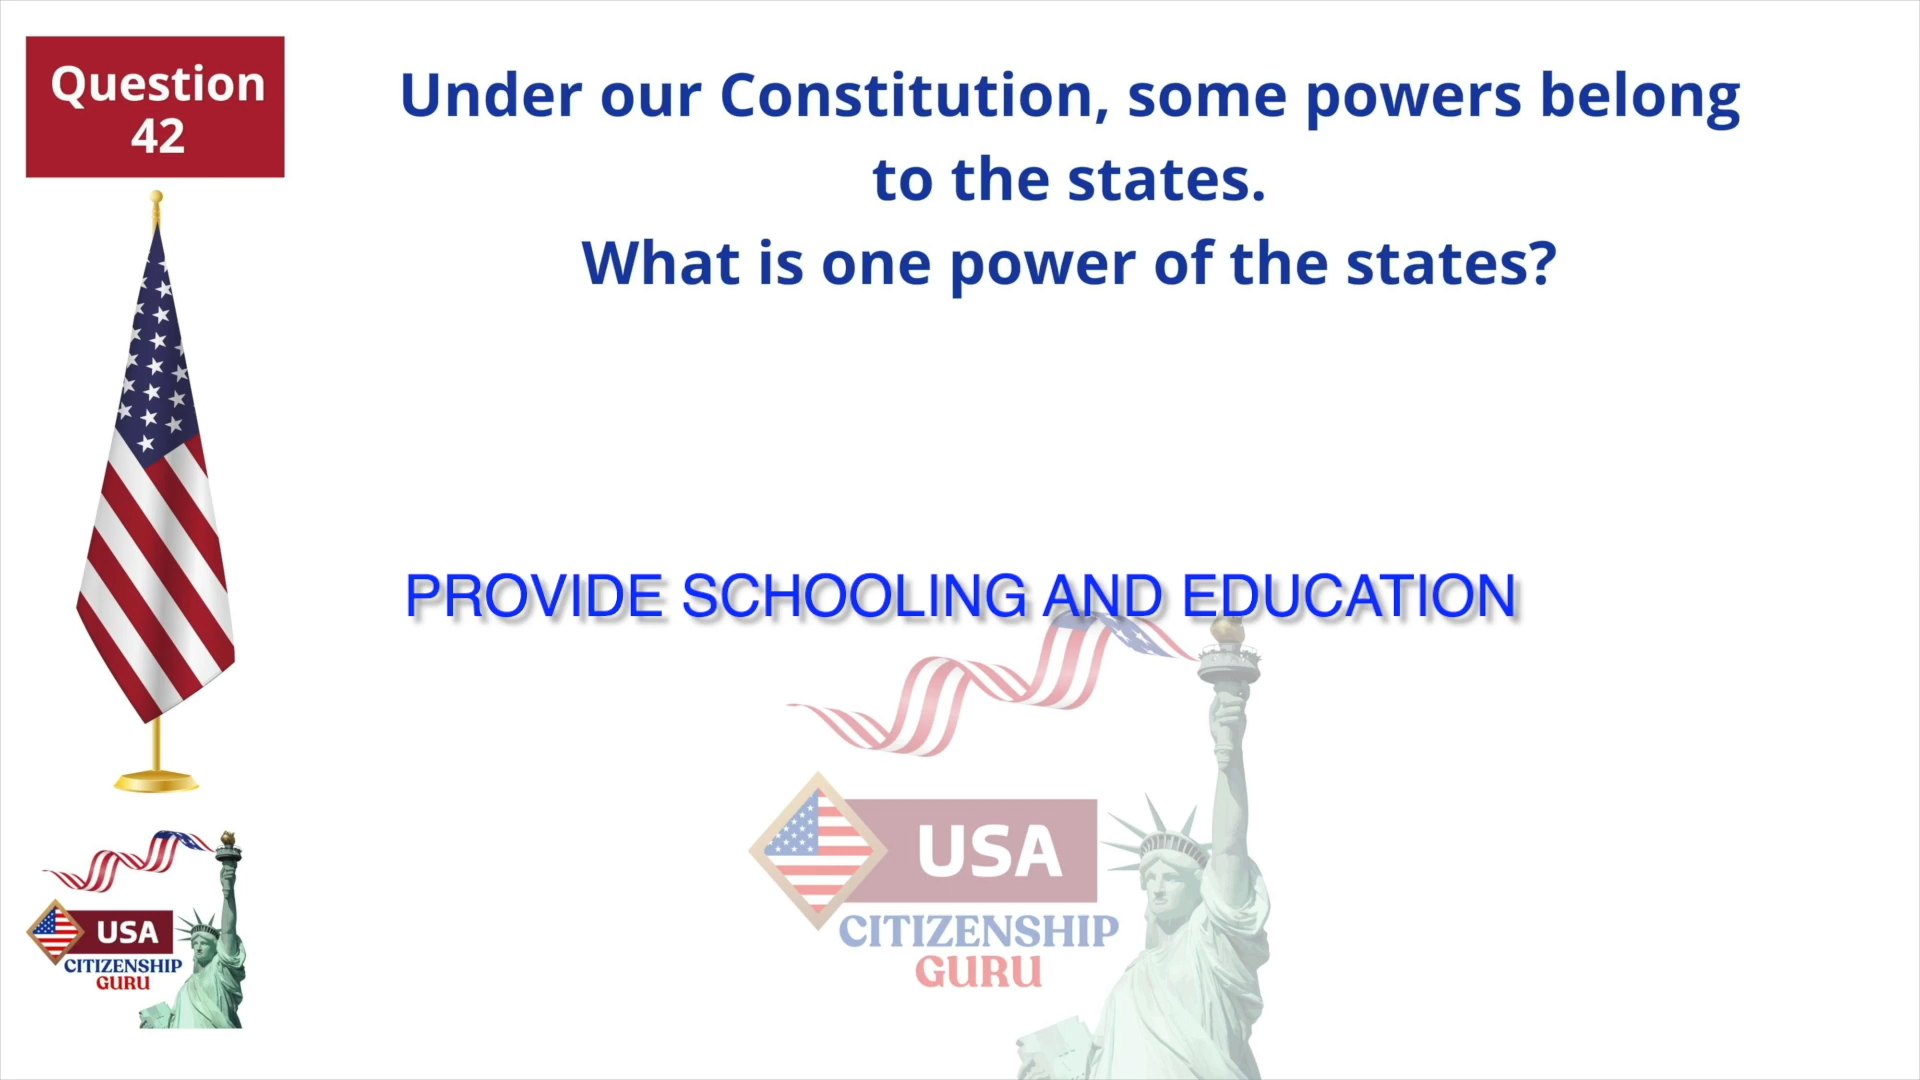 Question
42
Under our Constitution, some powers belong
to the states.
What is one power of the states?
PROVIDE SCHOOLING AND EDUCATION
USA
CITIZENSHIP
GURU
USA
CITIZENSHIP
GURU